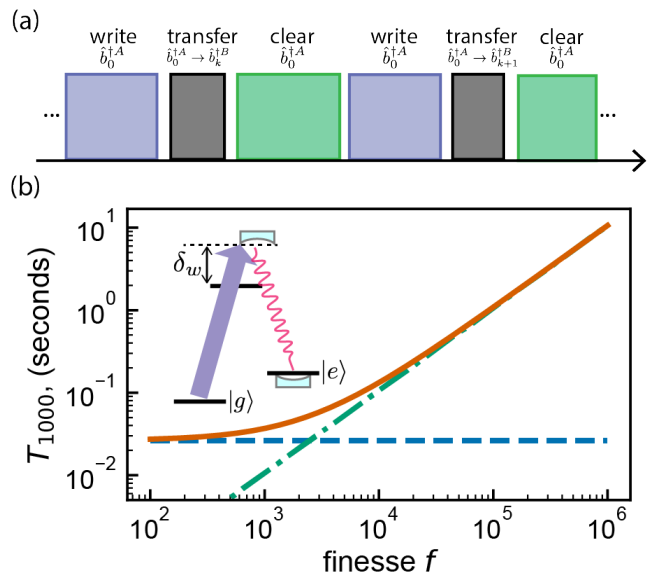 (a)
write transfer clear write transfer clear
b̂₀†ᴬ b̂₀†ᴬ → b̂ₖ†ᴮ b̂₀†ᴬ b̂₀†ᴬ b̂₀†ᴬ → b̂ₖ₊₁†ᴮ b̂₀†ᴬ
... ...
(b)
10¹
10⁰
10⁻¹
10⁻²
T₁₀₀₀, (seconds)
δ_w
|e⟩
|g⟩
10² 10³ 10⁴ 10⁵ 10⁶
finesse f